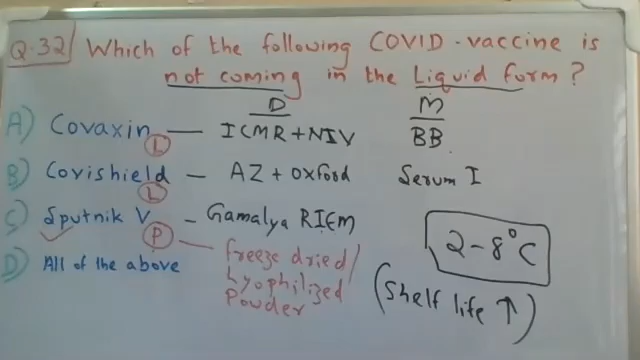 Q.32 Which of the following COVID-vaccine is
not coming in the Liquid form?
D M
A) Covaxin L — ICMR+NIV BB
B) Covishield L — AZ + Oxford Serum I
C) Sputnik V P — Gamalya RIEM
— freeze dried/
Lyophilized
Powder
D) All of the above
2-8°C
(Shelf life ↑)